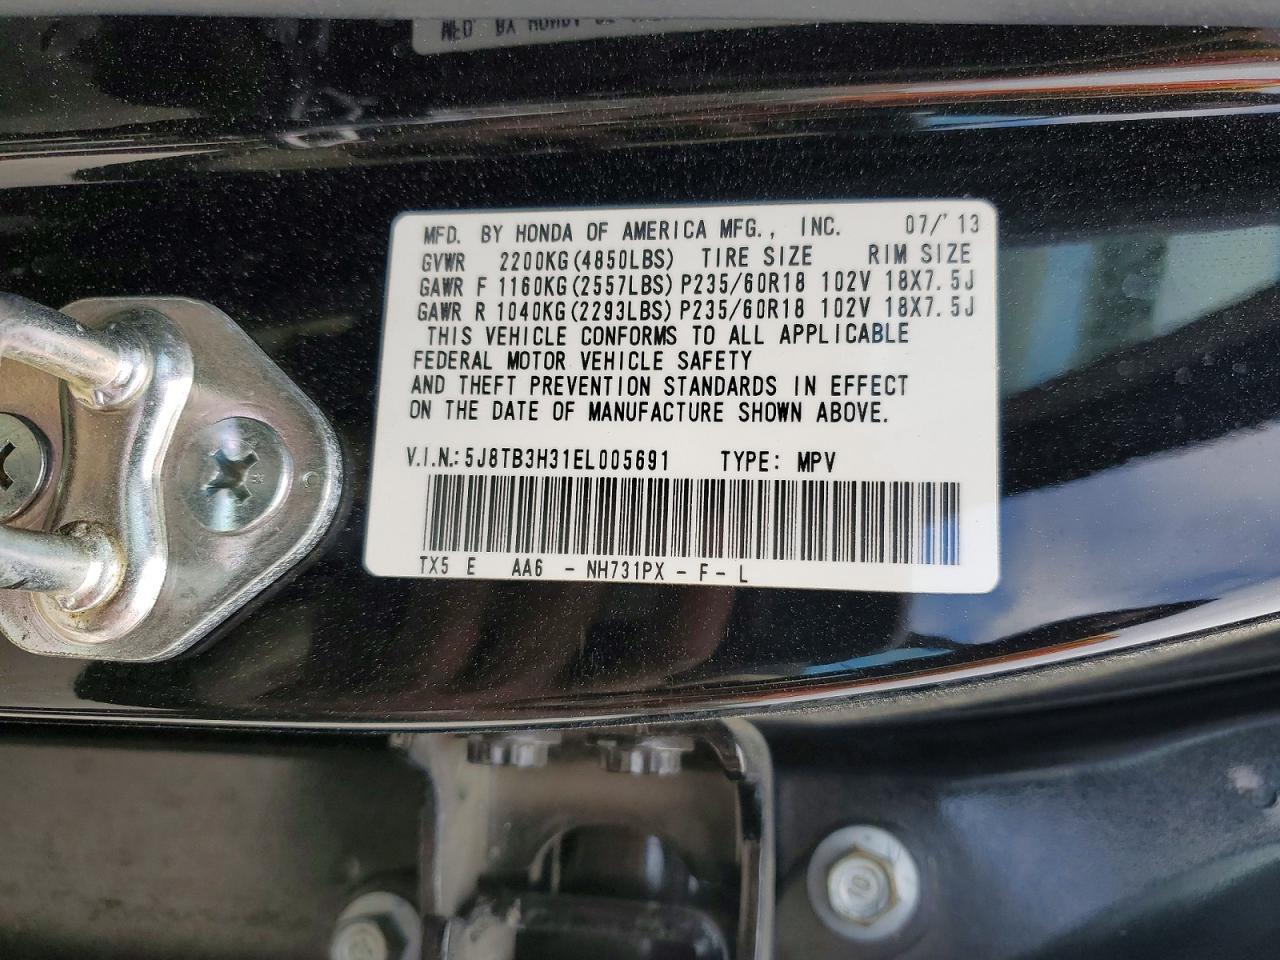 MFD. BY HONDA OF AMERICA MFG., INC. 07/'13
GVWR 2200KG(4850LBS) TIRE SIZE RIM SIZE
GAWR F 1160KG(2557LBS)P235/60R18 102V 18X7.5J
GAWR R 1040KG(2293LBS)P235/60R18 102V 18X7.5J
THIS VEHICLE CONFORMS TO ALL APPLICABLE
FEDERAL MOTOR VEHICLE SAFETY
AND THEFT PREVENTION STANDARDS IN EFFECT
ON THE DATE OF MANUFACTURE SHOWN ABOVE.
V.I.N.: 5J8TB3H31EL005691 TYPE: MPV
TX5 E AA6 - NH731PX - F - L
10